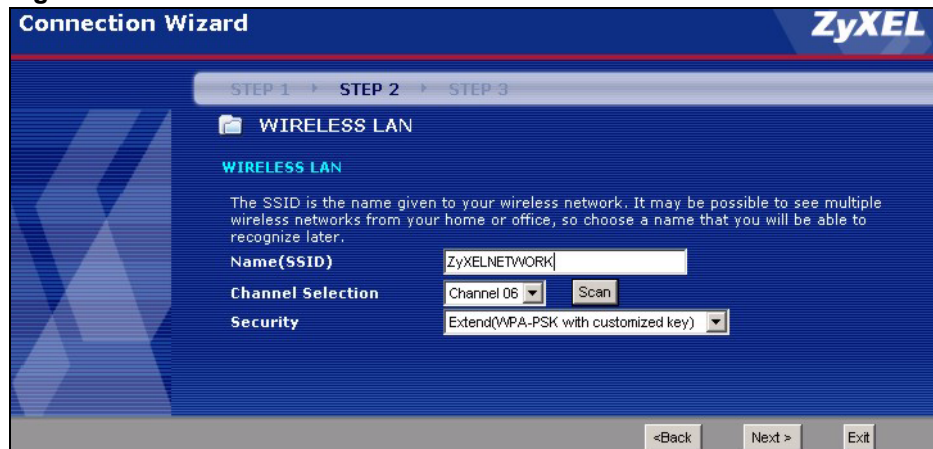 Connection Wizard
ZyXEL
STEP 1 STEP 2 STEP 3
WIRELESS LAN
WIRELESS LAN
The SSID is the name given to your wireless network. It may be possible to see multiple
wireless networks from your home or office, so choose a name that you will be able to
recognize later.
Name(SSID) ZyXELNETWORK
Channel Selection Channel 06 Scan
Security Extend(WPA-PSK with customized key)
<Back Next > Exit